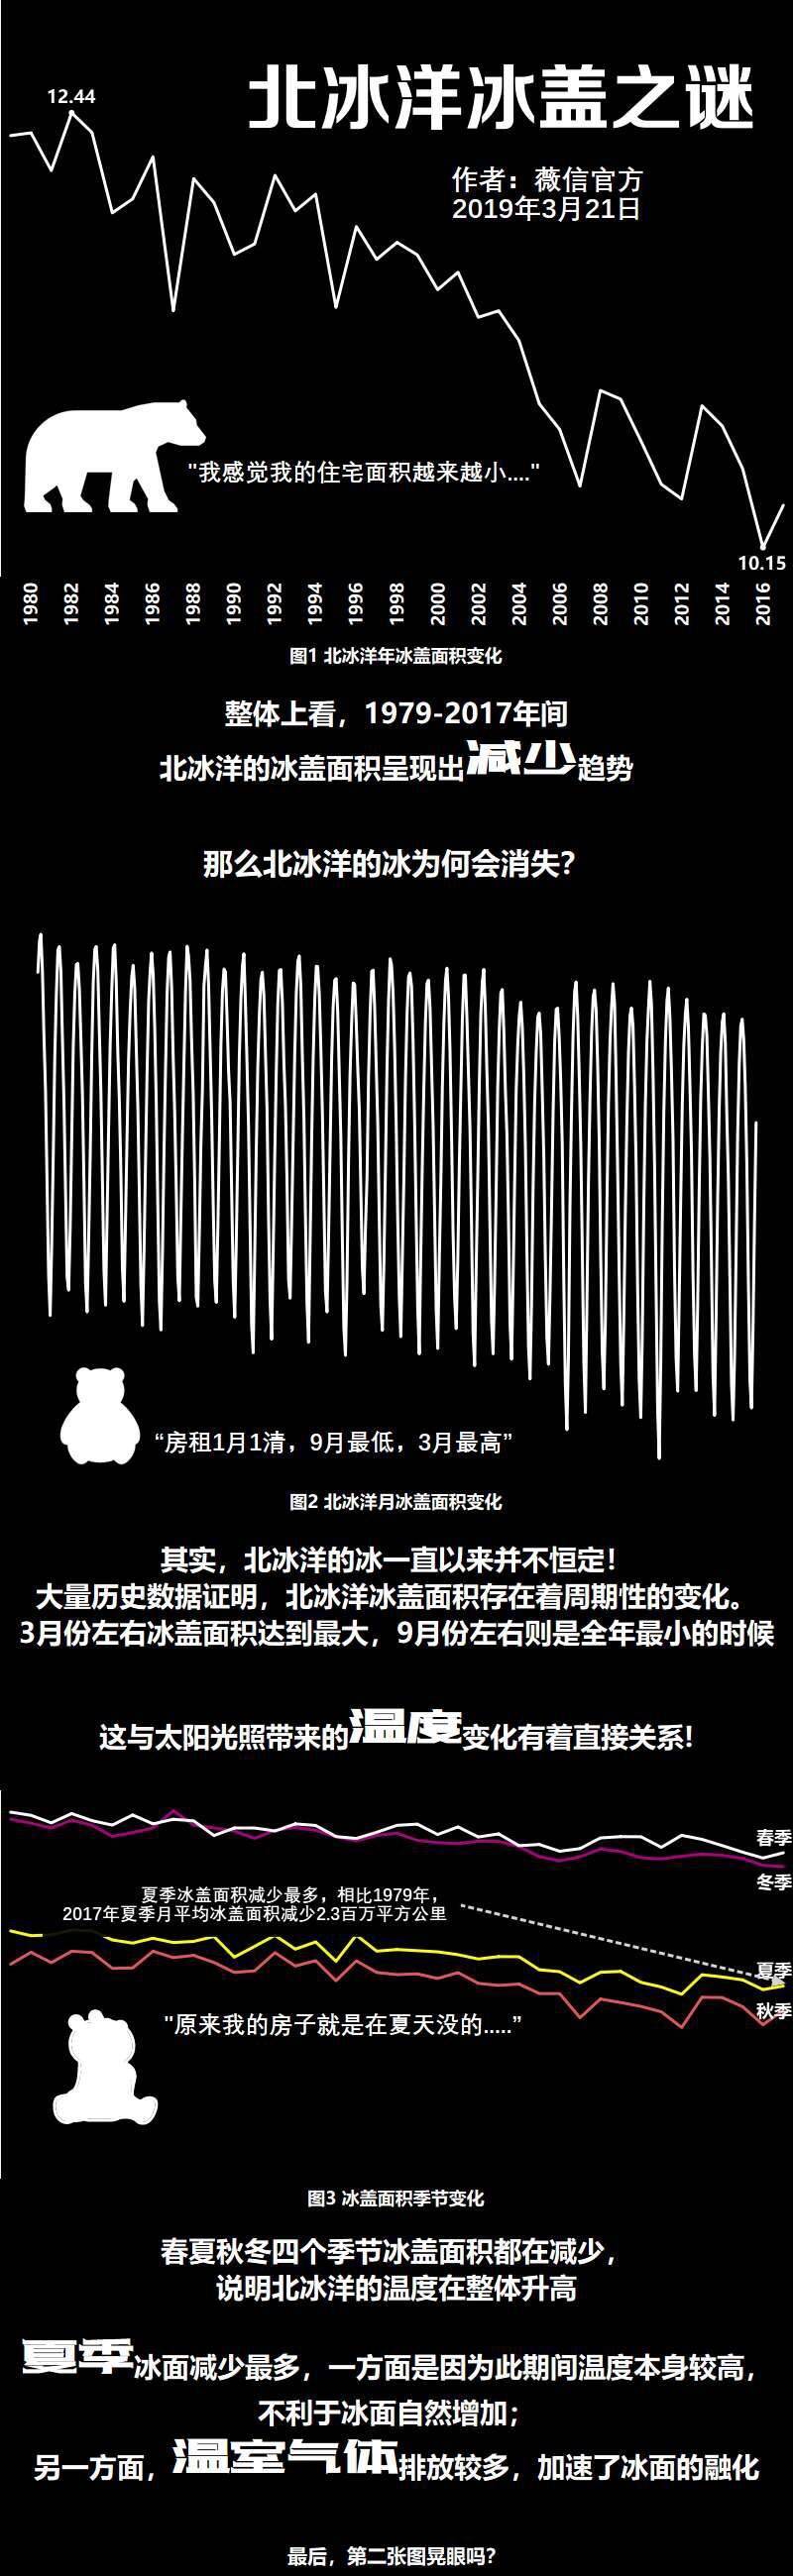 北冰洋冰盖之谜
作者：薇信官方
2019年3月21日
12.44
"我感觉我的住宅面积越来越小...."
10.15
1980 1982 1984 1986 1988 1990 1992 1994 1996 1998 2000 2002 2004 2006 2008 2010 2012 2014 2016
图1 北冰洋年冰盖面积变化
整体上看，1979-2017年间
北冰洋的冰盖面积呈现出减少趋势
那么北冰洋的冰为何会消失？
“房租1月1清，9月最低，3月最高”
图2 北冰洋月冰盖面积变化
其实，北冰洋的冰一直以来并不恒定！
大量历史数据证明，北冰洋冰盖面积存在着周期性的变化。
3月份左右冰盖面积达到最大，9月份左右则是全年最小的时候
这与太阳光照带来的温度变化有着直接关系！
春季
冬季
夏季冰盖面积减少最多，相比1979年，
2017年夏季月平均冰盖面积减少2.3百万平方公里
夏季
秋季
"原来我的房子就是在夏天没的.....”
图3 冰盖面积季节变化
春夏秋冬四个季节冰盖面积都在减少，
说明北冰洋的温度在整体升高
夏季冰面减少最多，一方面是因为此期间温度本身较高，
不利于冰面自然增加；
另一方面，温室气体排放较多，加速了冰面的融化
最后，第二张图晃眼吗？